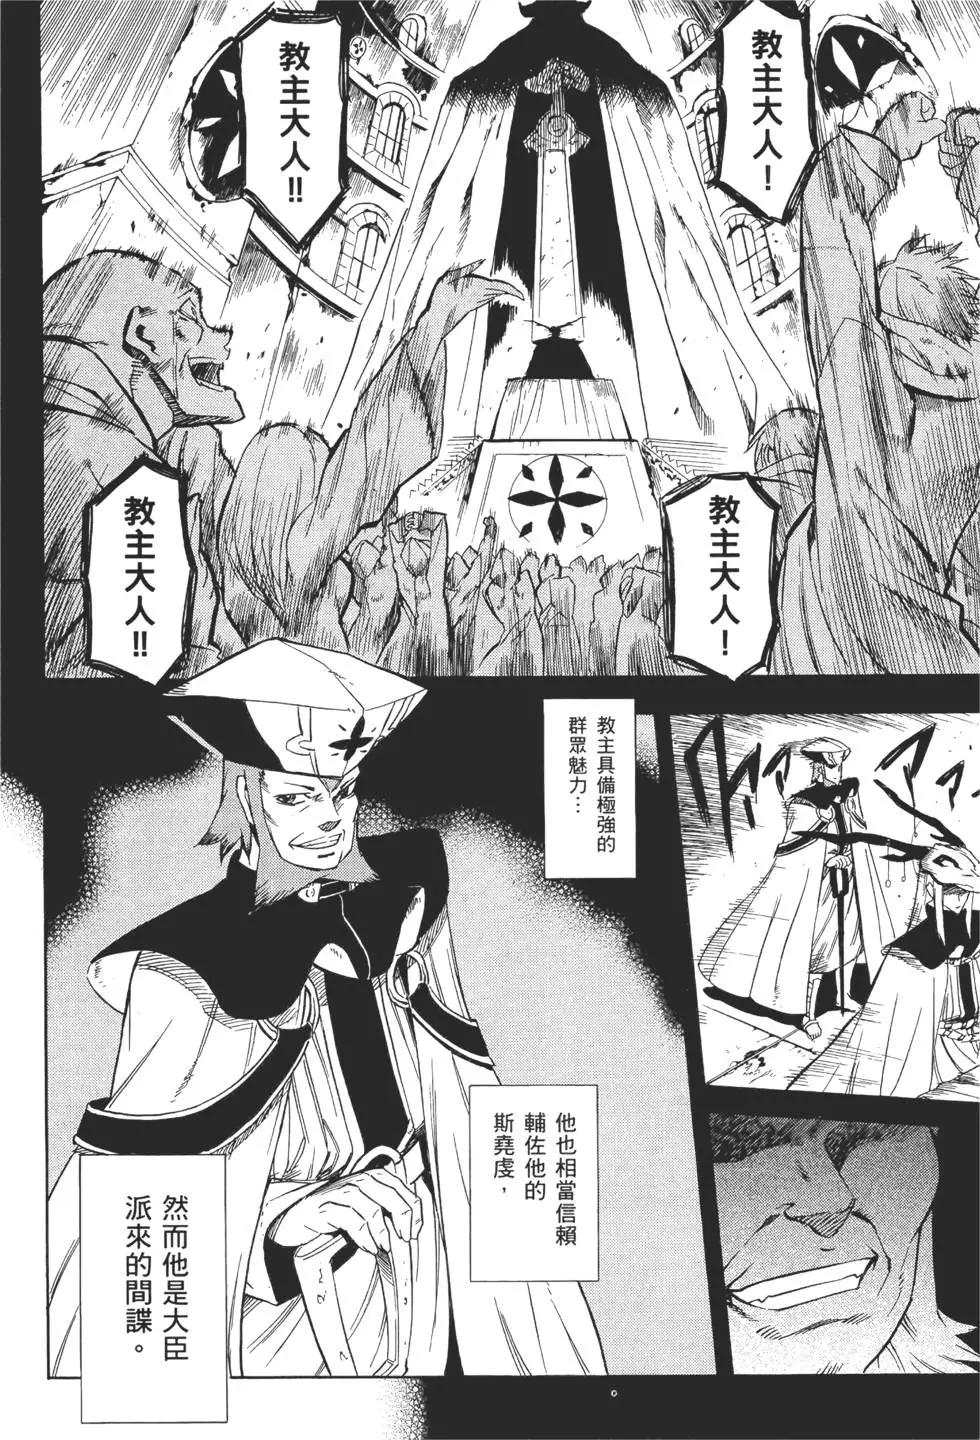 教主大人！
教主大人！！
教主大人！
教主大人！！
教主具備極強的
群眾魅力…
他也相當信賴
輔佐他的
斯堯虔，
然而他是大臣
派來的間諜。